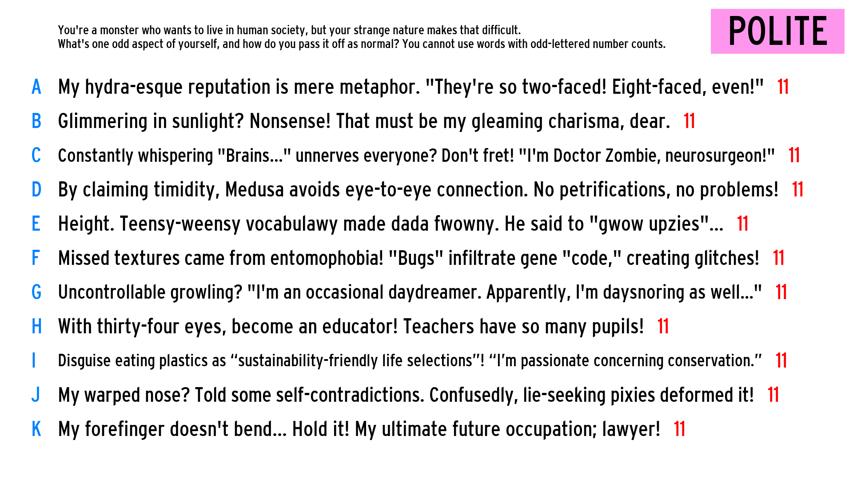 You're a monster who wants to live in human society, but your strange nature makes that difficult.
What's one odd aspect of yourself, and how do you pass it off as normal? You cannot use words with odd-lettered number counts.
POLITE
A My hydra-esque reputation is mere metaphor. "They're so two-faced! Eight-faced, even!" 11
B Glimmering in sunlight? Nonsense! That must be my gleaming charisma, dear. 11
C Constantly whispering "Brains..." unnerves everyone? Don't fret! "I'm Doctor Zombie, neurosurgeon!" 11
D By claiming timidity, Medusa avoids eye-to-eye connection. No petrifications, no problems! 11
E Height. Teensy-weensy vocabulawy made dada fwowny. He said to "gwow upzies"... 11
F Missed textures came from entomophobia! "Bugs" infiltrate gene "code," creating glitches! 11
G Uncontrollable growling? "I'm an occasional daydreamer. Apparently, I'm daysnoring as well..." 11
H With thirty-four eyes, become an educator! Teachers have so many pupils! 11
I Disguise eating plastics as “sustainability-friendly life selections”! “I’m passionate concerning conservation.” 11
J My warped nose? Told some self-contradictions. Confusedly, lie-seeking pixies deformed it! 11
K My forefinger doesn't bend... Hold it! My ultimate future occupation; lawyer! 11